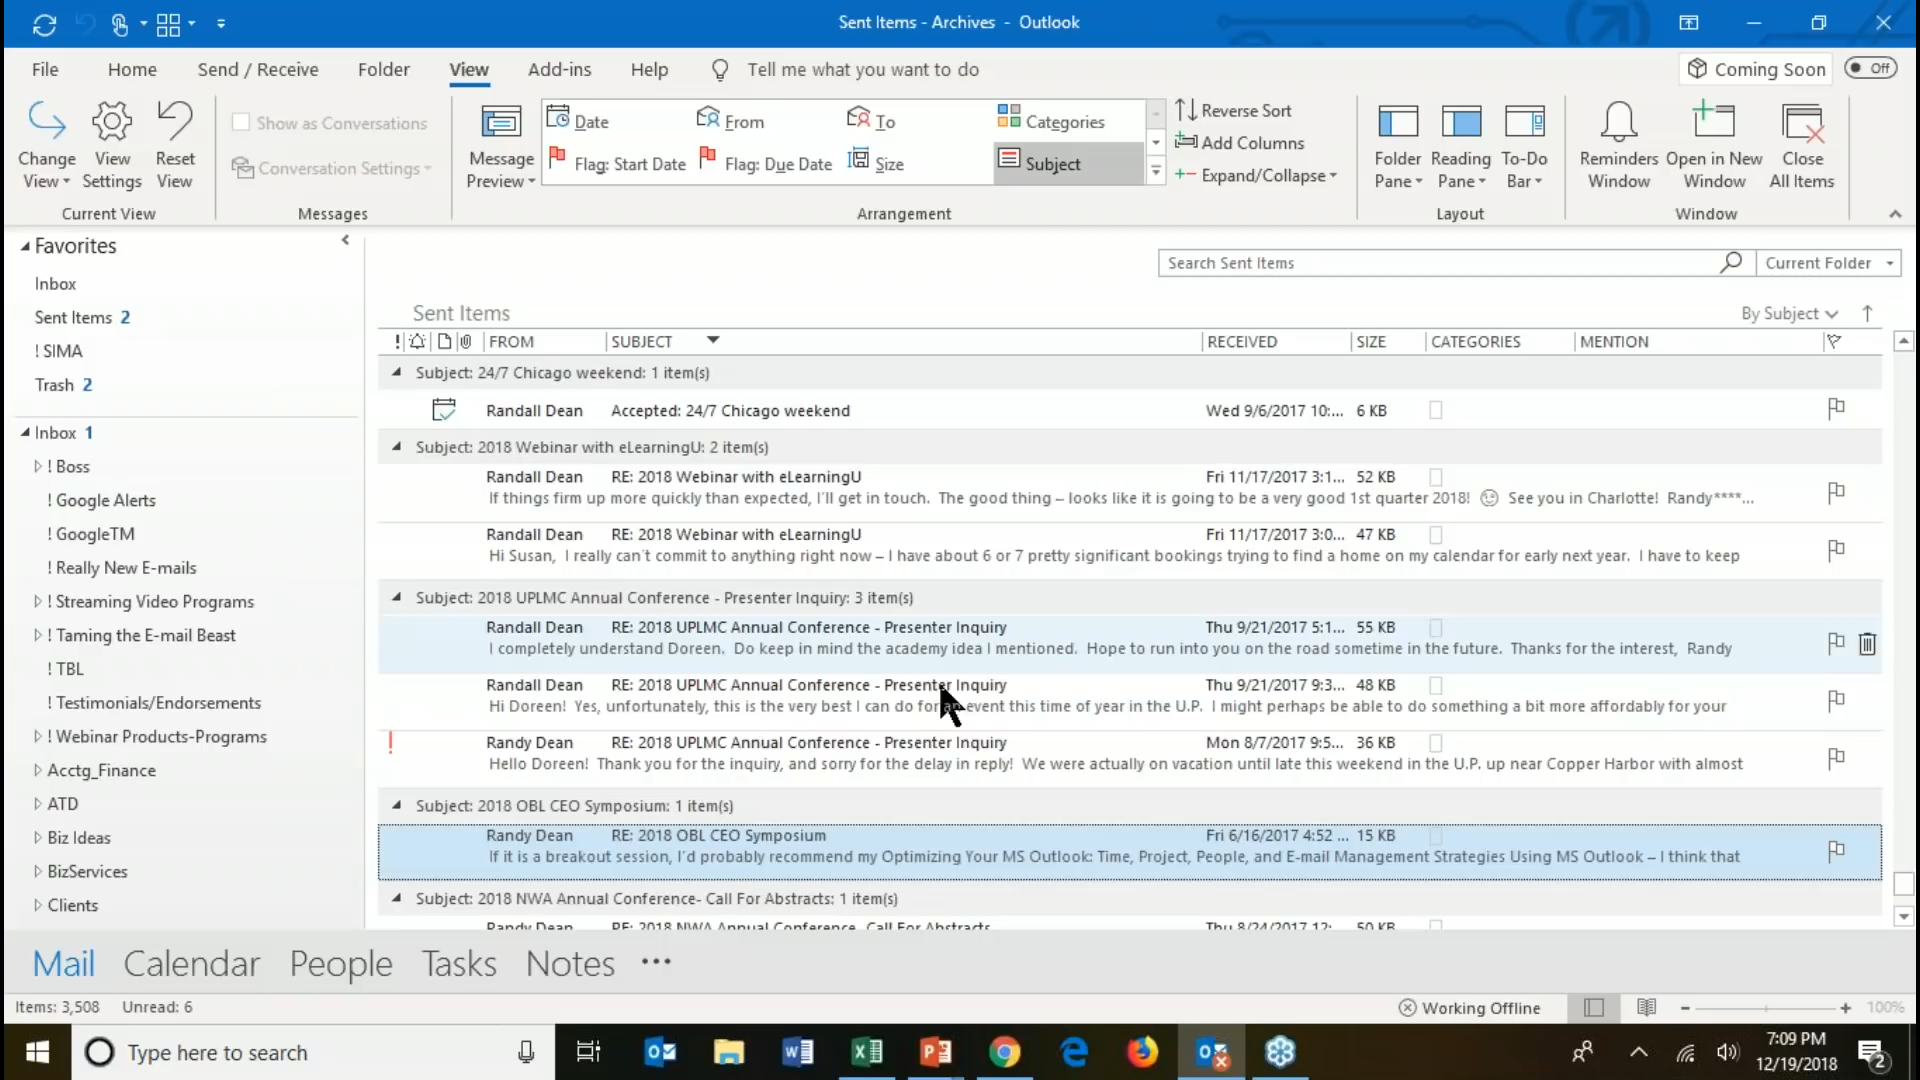 Sent Items - Archives - Outlook
File Home Send / Receive Folder View Add-ins Help Tell me what you want to do Coming Soon Off
Change View View Settings Reset View
Current View
Show as Conversations
Conversation Settings
Messages
Message Preview
Date From To Categories
Flag: Start Date Flag: Due Date Size Subject
Reverse Sort
Add Columns
Expand/Collapse
Arrangement
Folder Pane Reading Pane To-Do Bar
Layout
Reminders Window Open in New Window Close All Items
Window
Favorites
Inbox
Sent Items 2
! SIMA
Trash 2
Inbox 1
! Boss
! Google Alerts
! GoogleTM
! Really New E-mails
! Streaming Video Programs
! Taming the E-mail Beast
! TBL
! Testimonials/Endorsements
! Webinar Products-Programs
Acctg_Finance
ATD
Biz Ideas
BizServices
Clients
Search Sent Items Current Folder
Sent Items By Subject
! FROM SUBJECT RECEIVED SIZE CATEGORIES MENTION
Subject: 24/7 Chicago weekend: 1 item(s)
Randall Dean Accepted: 24/7 Chicago weekend Wed 9/6/2017 10:... 6 KB
Subject: 2018 Webinar with eLearningU: 2 item(s)
Randall Dean RE: 2018 Webinar with eLearningU Fri 11/17/2017 3:1... 52 KB
If things firm up more quickly than expected, I'll get in touch. The good thing – looks like it is going to be a very good 1st quarter 2018! 😉 See you in Charlotte! Randy****...
Randall Dean RE: 2018 Webinar with eLearningU Fri 11/17/2017 3:0... 47 KB
Hi Susan, I really can't commit to anything right now – I have about 6 or 7 pretty significant bookings trying to find a home on my calendar for early next year. I have to keep
Subject: 2018 UPLMC Annual Conference - Presenter Inquiry: 3 item(s)
Randall Dean RE: 2018 UPLMC Annual Conference - Presenter Inquiry Thu 9/21/2017 5:1... 55 KB
I completely understand Doreen. Do keep in mind the academy idea I mentioned. Hope to run into you on the road sometime in the future. Thanks for the interest, Randy
Randall Dean RE: 2018 UPLMC Annual Conference - Presenter Inquiry Thu 9/21/2017 9:3... 48 KB
Hi Doreen! Yes, unfortunately, this is the very best I can do for an event this time of year in the U.P. I might perhaps be able to do something a bit more affordably for your
! Randy Dean RE: 2018 UPLMC Annual Conference - Presenter Inquiry Mon 8/7/2017 9:5... 36 KB
Hello Doreen! Thank you for the inquiry, and sorry for the delay in reply! We were actually on vacation until late this weekend in the U.P. up near Copper Harbor with almost
Subject: 2018 OBL CEO Symposium: 1 item(s)
Randy Dean RE: 2018 OBL CEO Symposium Fri 6/16/2017 4:52 ... 15 KB
If it is a breakout session, I'd probably recommend my Optimizing Your MS Outlook: Time, Project, People, and E-mail Management Strategies Using MS Outlook – I think that
Subject: 2018 NWA Annual Conference- Call For Abstracts: 1 item(s)
Randy Dean RE: 2018 NWA Annual Conference- Call For Abstracts Thu 8/24/2017 12: 50 KB
Mail Calendar People Tasks Notes ...
Items: 3,508 Unread: 6 Working Offline 100%
Type here to search
7:09 PM
12/19/2018
2